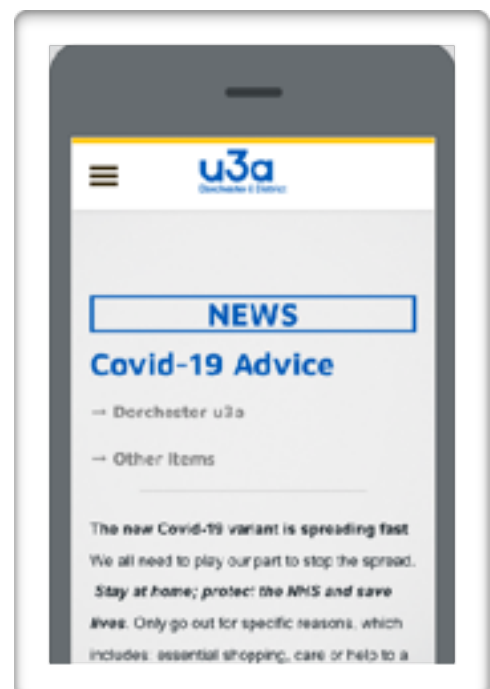 u3a
Dorchester & District
NEWS
Covid-19 Advice
→ Dorchester u3a
→ Other Items
The new Covid-19 variant is spreading fast
We all need to play our part to stop the spread.
Stay at home; protect the NHS and save
lives. Only go out for specific reasons, which
includes: essential shopping, care or help to a